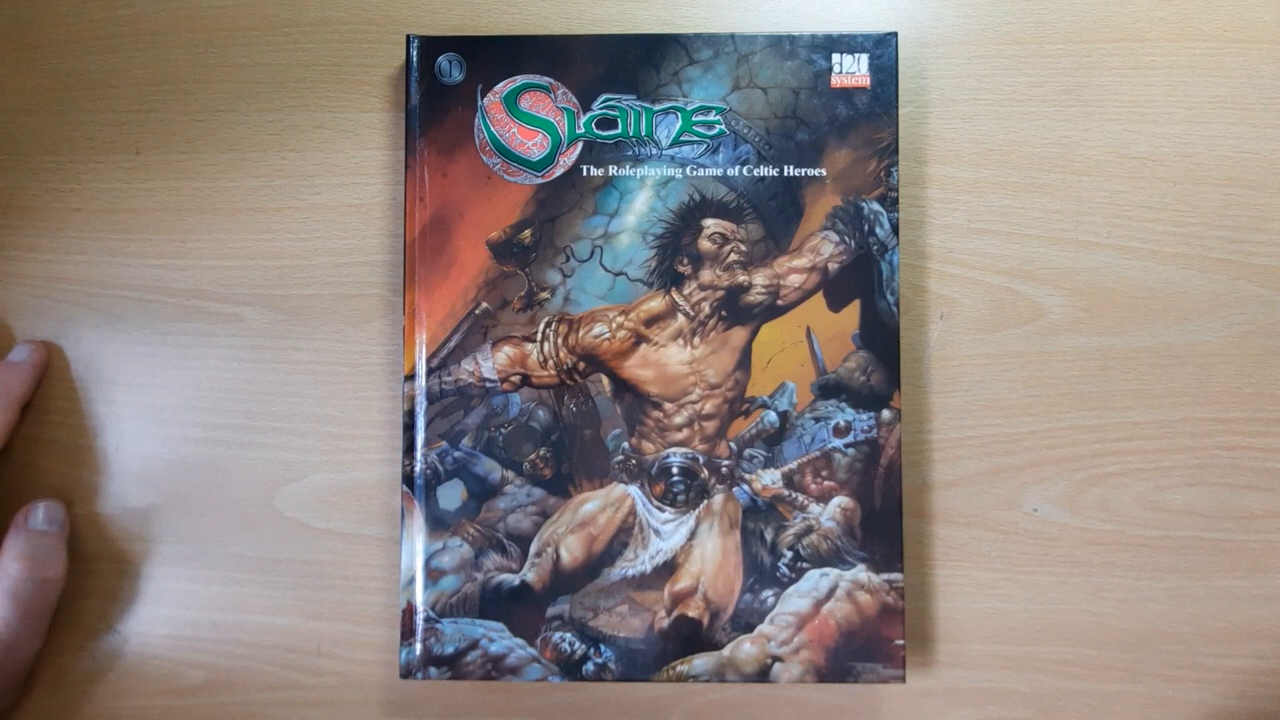 d20
system
Sláine
The Roleplaying Game of Celtic Heroes